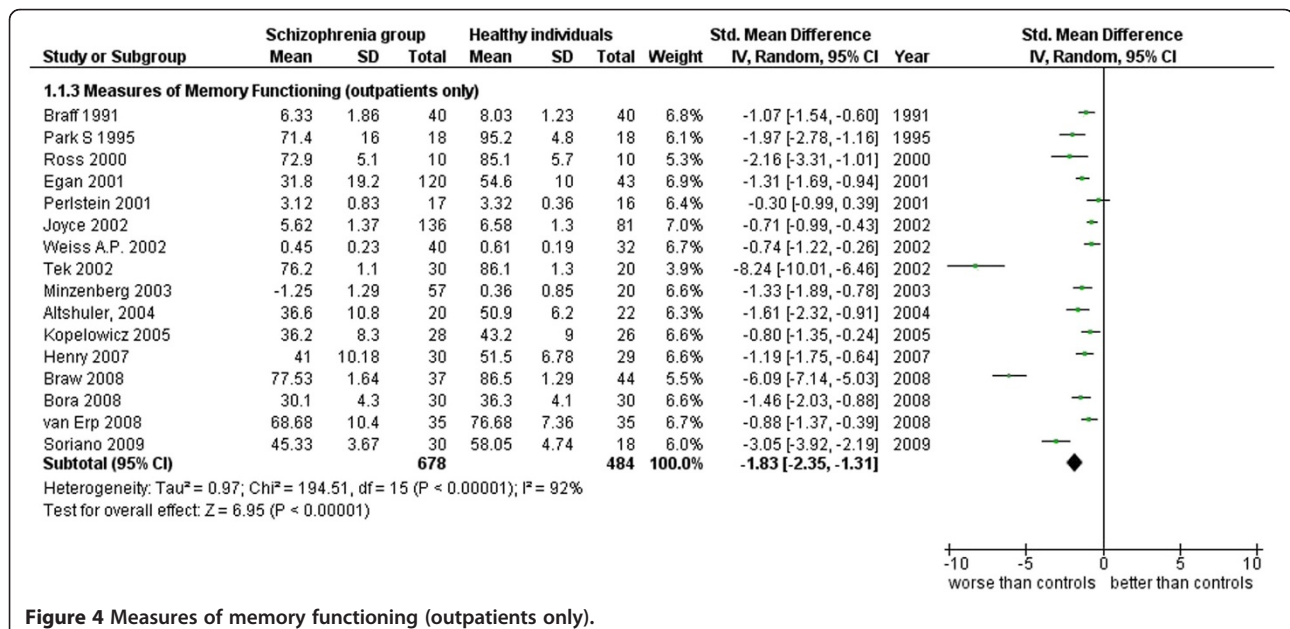 Schizophrenia group Healthy individuals Std. Mean Difference Std. Mean Difference
Study or Subgroup Mean SD Total Mean SD Total Weight IV, Random, 95% CI Year IV, Random, 95% CI
1.1.3 Measures of Memory Functioning (outpatients only)
Braff 1991 6.33 1.86 40 8.03 1.23 40 6.8% -1.07 [-1.54, -0.60] 1991
Park S 1995 71.4 16 18 95.2 4.8 18 6.1% -1.97 [-2.78, -1.16] 1995
Ross 2000 72.9 5.1 10 85.1 5.7 10 5.3% -2.16 [-3.31, -1.01] 2000
Egan 2001 31.8 19.2 120 54.6 10 43 6.9% -1.31 [-1.69, -0.94] 2001
Perlstein 2001 3.12 0.83 17 3.32 0.36 16 6.4% -0.30 [-0.99, 0.39] 2001
Joyce 2002 5.62 1.37 136 6.58 1.3 81 7.0% -0.71 [-0.99, -0.43] 2002
Weiss A.P. 2002 0.45 0.23 40 0.61 0.19 32 6.7% -0.74 [-1.22, -0.26] 2002
Tek 2002 76.2 1.1 30 86.1 1.3 20 3.9% -8.24 [-10.01, -6.46] 2002
Minzenberg 2003 -1.25 1.29 57 0.36 0.85 20 6.6% -1.33 [-1.89, -0.78] 2003
Altshuler, 2004 36.6 10.8 20 50.9 6.2 22 6.3% -1.61 [-2.32, -0.91] 2004
Kopelowicz 2005 36.2 8.3 28 43.2 9 26 6.6% -0.80 [-1.35, -0.24] 2005
Henry 2007 41 10.18 30 51.5 6.78 29 6.6% -1.19 [-1.75, -0.64] 2007
Braw 2008 77.53 1.64 37 86.5 1.29 44 5.5% -6.09 [-7.14, -5.03] 2008
Bora 2008 30.1 4.3 30 36.3 4.1 30 6.6% -1.46 [-2.03, -0.88] 2008
van Erp 2008 68.68 10.4 35 76.68 7.36 35 6.7% -0.88 [-1.37, -0.39] 2008
Soriano 2009 45.33 3.67 30 58.05 4.74 18 6.0% -3.05 [-3.92, -2.19] 2009
Subtotal (95% CI) 678 484 100.0% -1.83 [-2.35, -1.31]
Heterogeneity: Tau² = 0.97; Chi² = 194.51, df = 15 (P < 0.00001); I² = 92%
Test for overall effect: Z = 6.95 (P < 0.00001)
-10 -5 0 5 10
worse than controls better than controls
Figure 4 Measures of memory functioning (outpatients only).